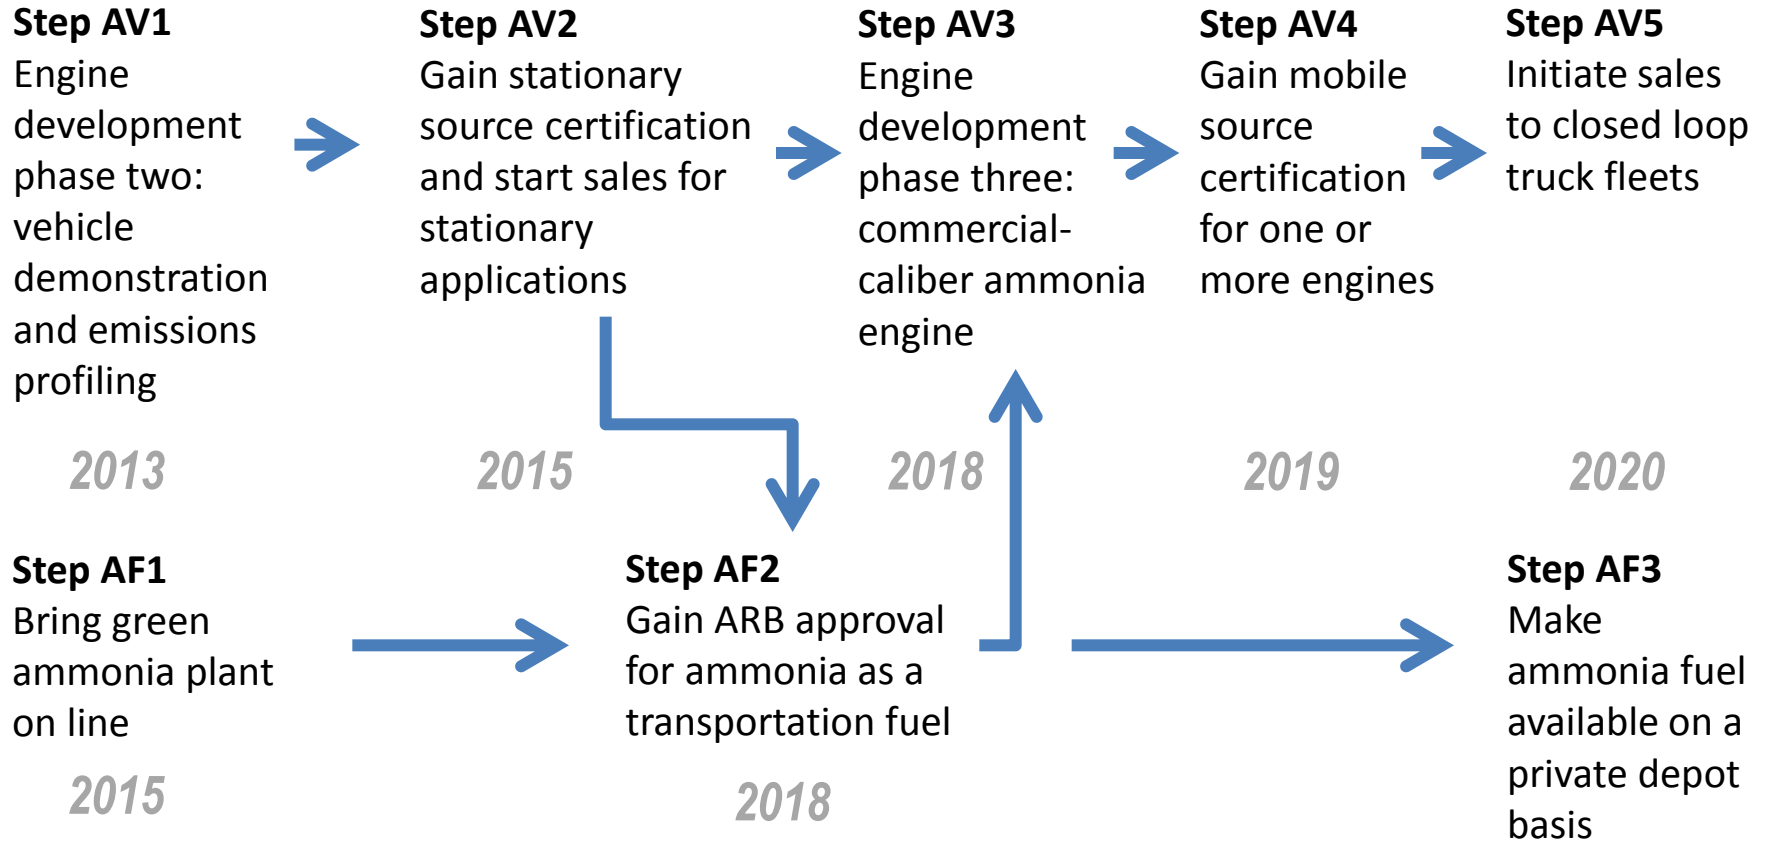 Step AV1
Engine
development
phase two:
vehicle
demonstration
and emissions
profiling
2013
Step AV2
Gain stationary
source certification
and start sales for
stationary
applications
2015
Step AV3
Engine
development
phase three:
commercial-
caliber ammonia
engine
2018
Step AV4
Gain mobile
source
certification
for one or
more engines
2019
Step AV5
Initiate sales
to closed loop
truck fleets
2020
Step AF1
Bring green
ammonia plant
on line
2015
Step AF2
Gain ARB approval
for ammonia as a
transportation fuel
2018
Step AF3
Make
ammonia fuel
available on a
private depot
basis